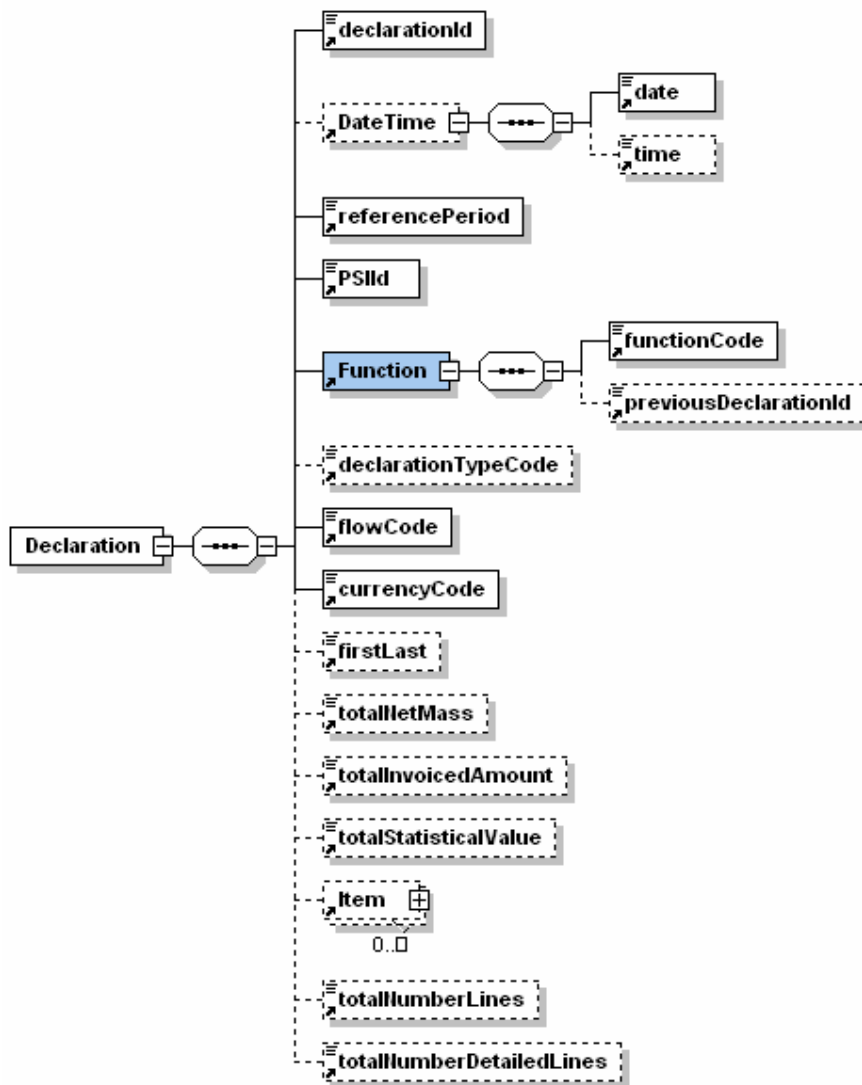 declarationId
DateTime
date
time
referencePeriod
PSIId
Function
functionCode
previousDeclarationId
declarationTypeCode
flowCode
Declaration
currencyCode
firstLast
totalNetMass
totalInvoicedAmount
totalStatisticalValue
Item
0..□
totalNumberLines
totalNumberDetailedLines